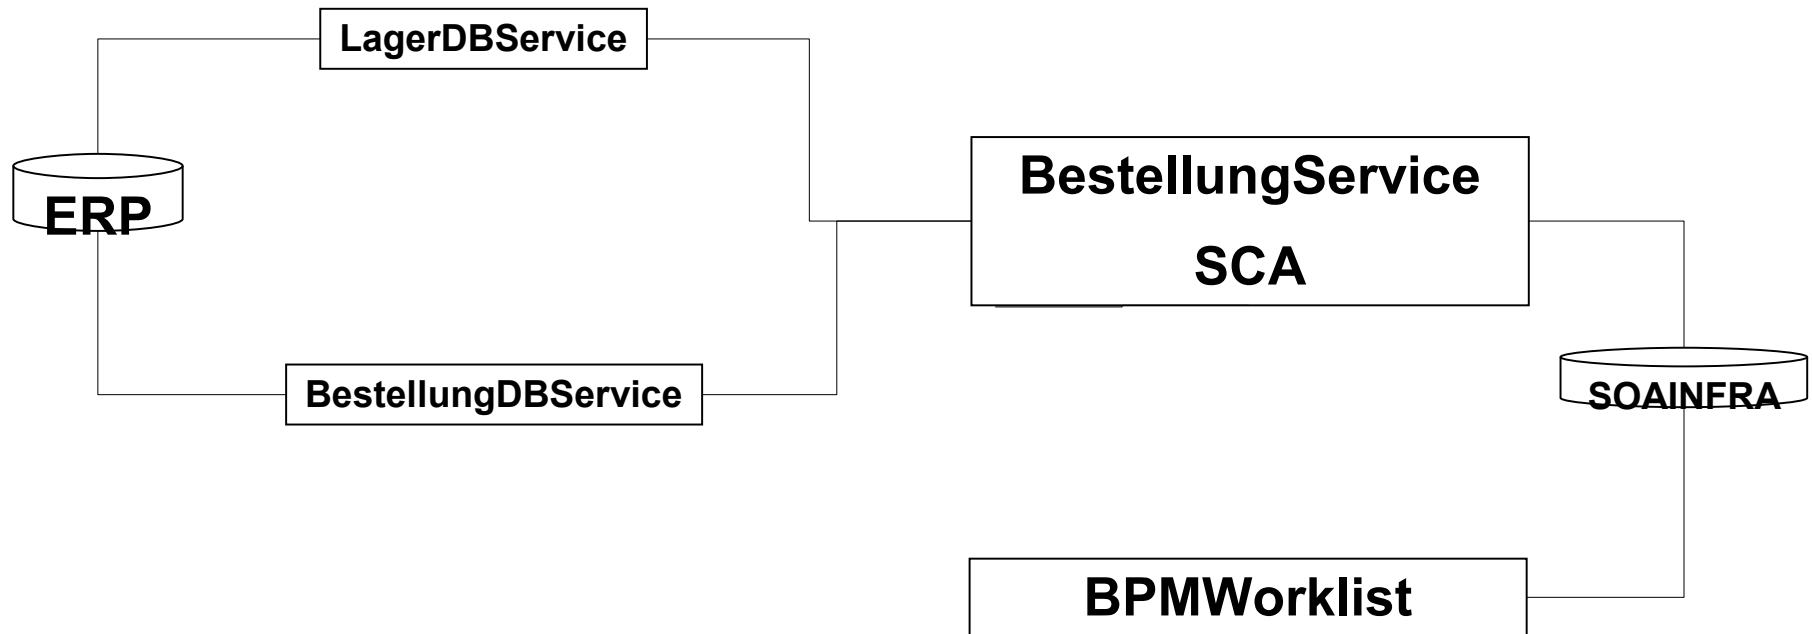 LagerDBService
ERP
BestellungService
SCA
BestellungDBService
SOAINFRA
BPMWorklist